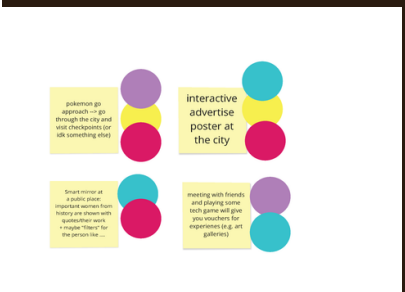 pokemon go
approach --> go
through the city and
visit checkpoints (or
idk something else)
interactive
advertise
poster at
the city
Smart mirror at
a public place:
important women from
history are shown with
quotes/their work
+ maybe "filters" for
the person like ....
meeting with friends
and playing some
tech game will give
you vouchers for
experienes (e.g. art
galleries)